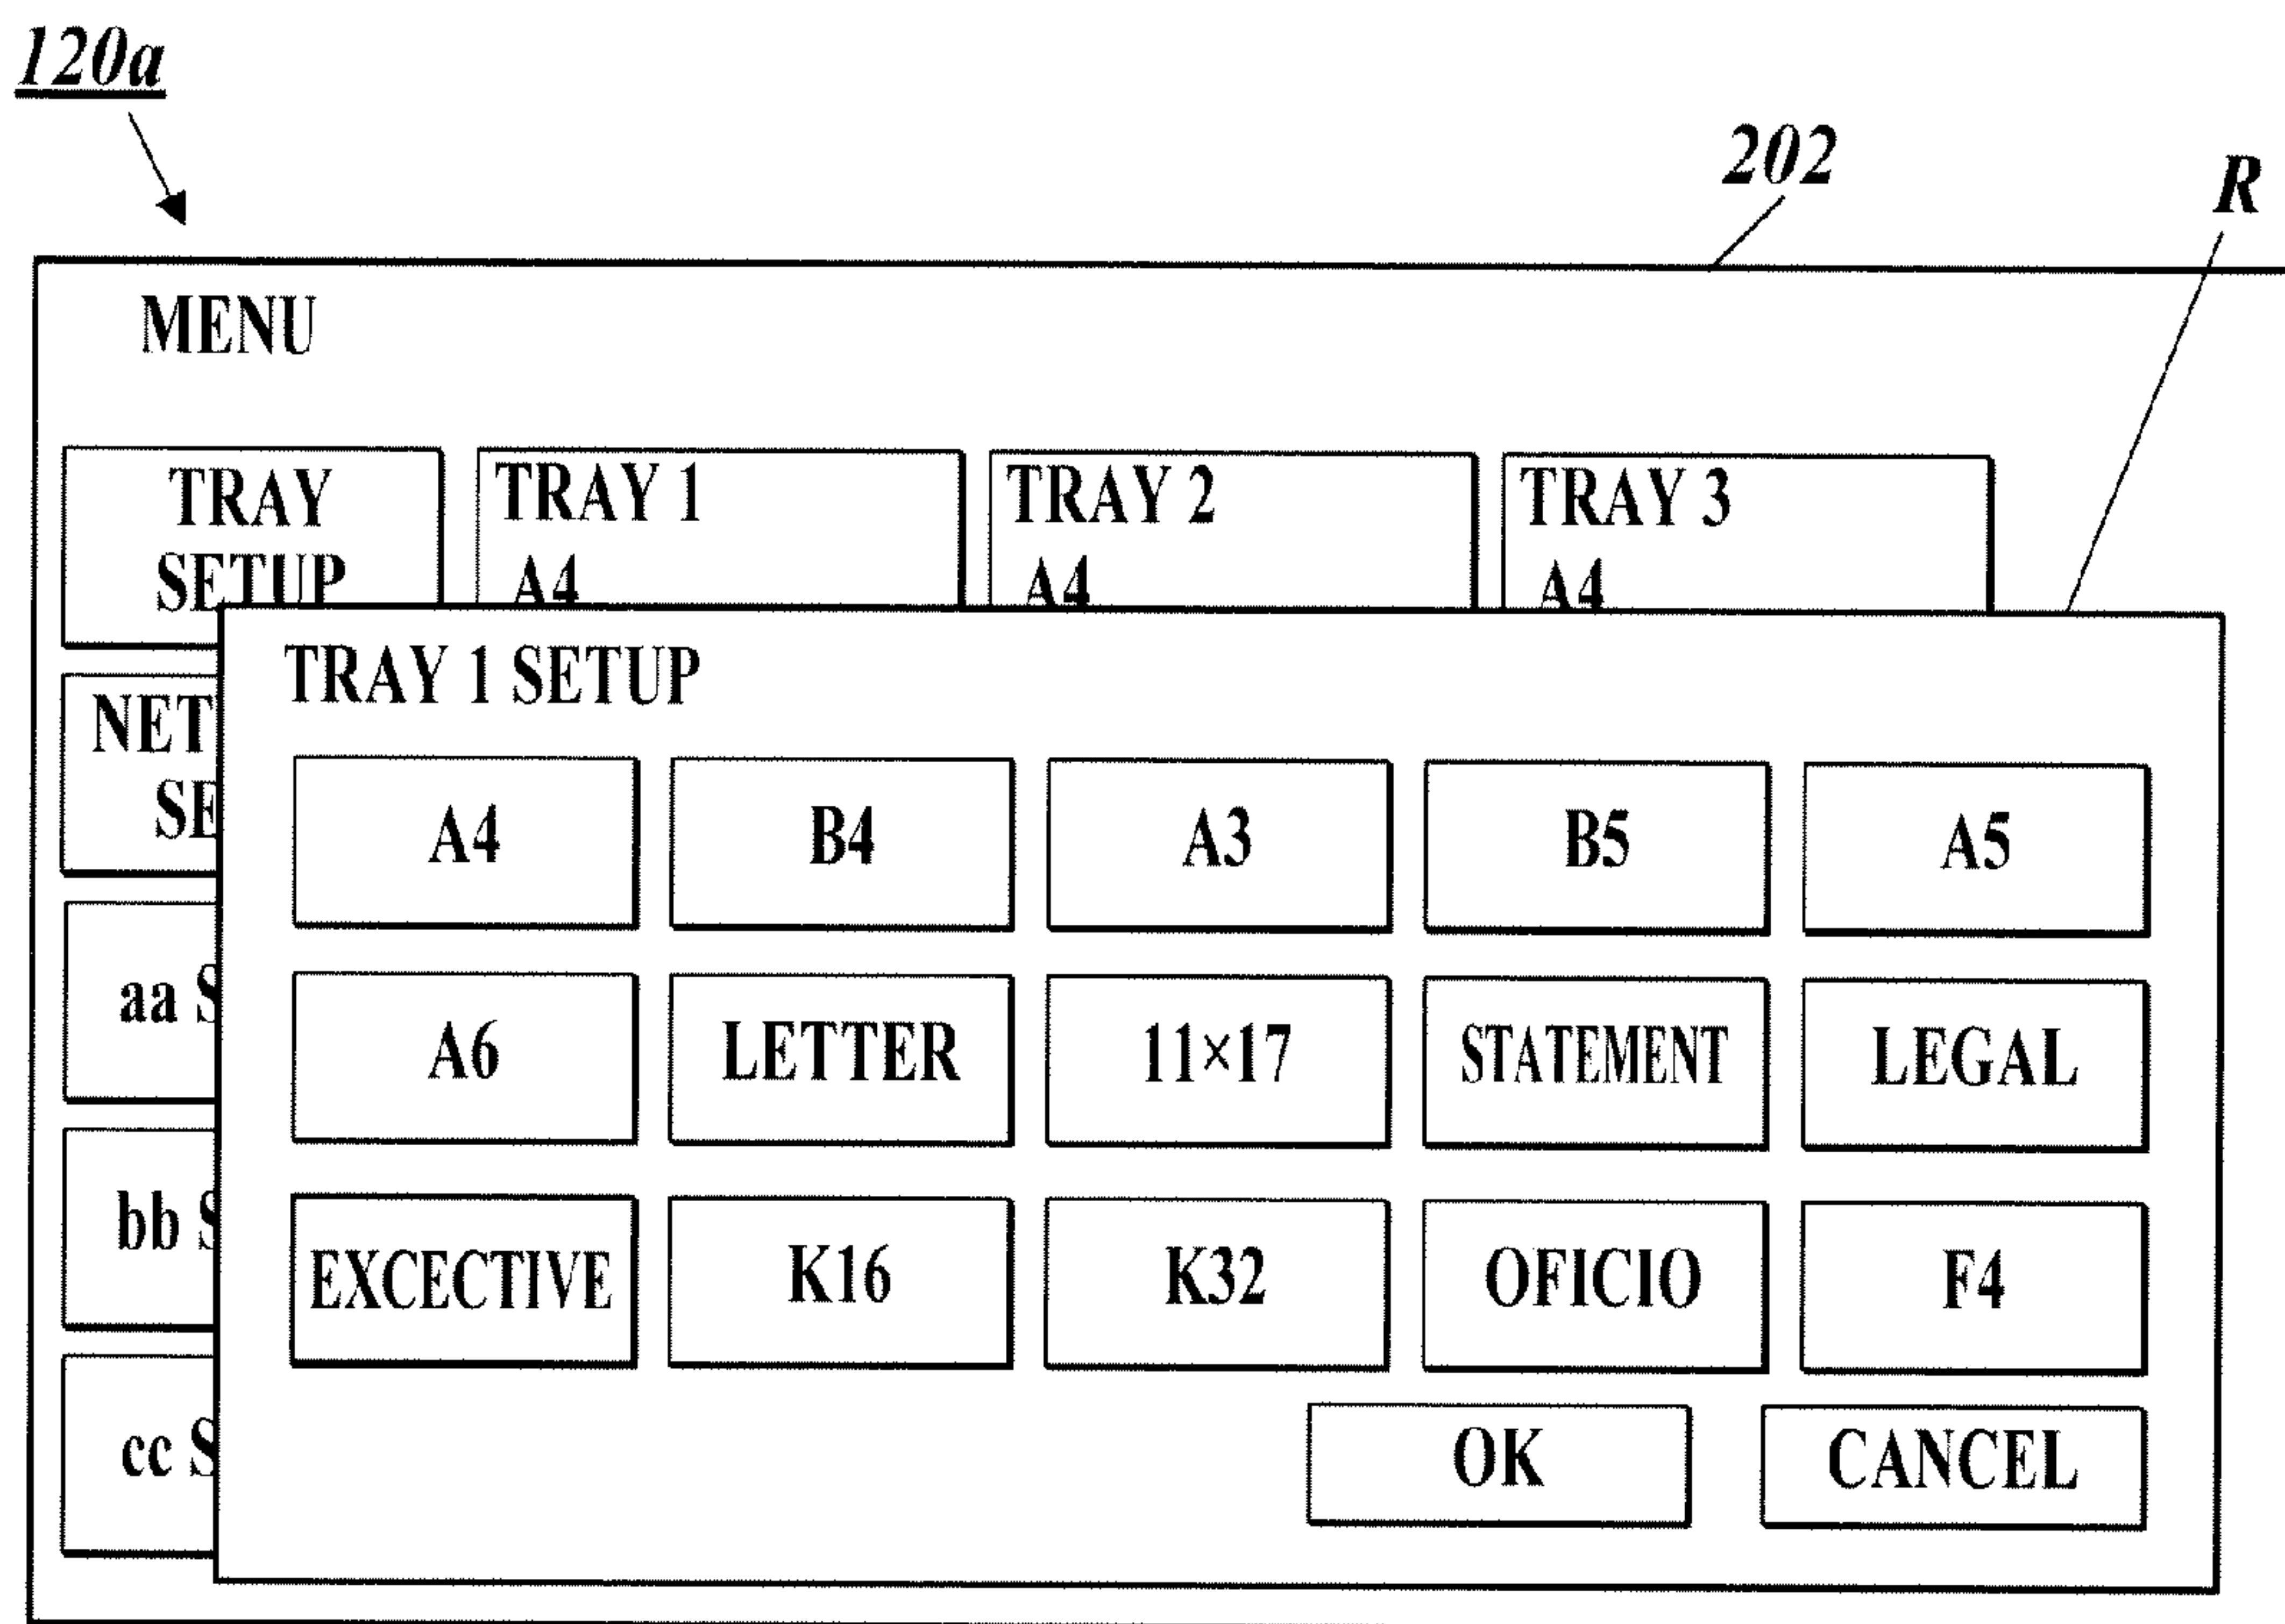 120a
202
R
MENU
TRAY SETUP
TRAY 1
A4
TRAY 2
A4
TRAY 3
A4
NET
SE
aa S
bb S
cc S
TRAY 1 SETUP
A4 B4 A3 B5 A5
A6 LETTER 11×17 STATEMENT LEGAL
EXCECTIVE K16 K32 OFICIO F4
OK CANCEL